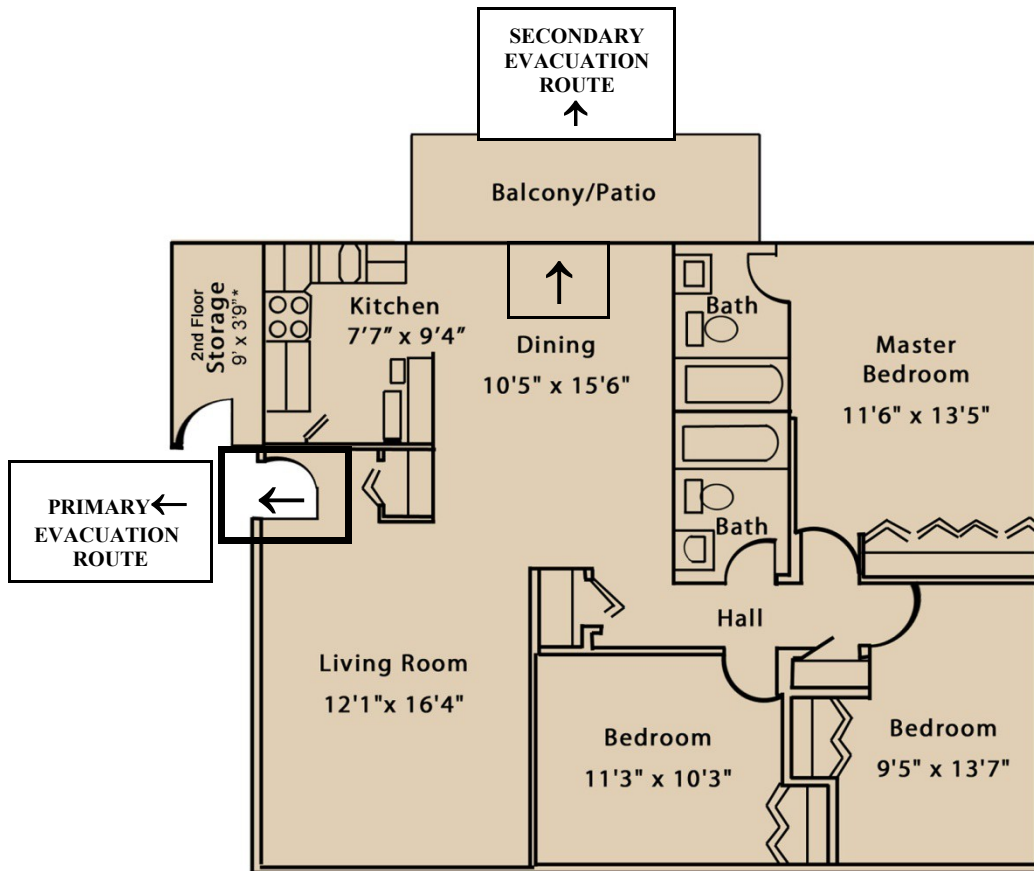 SECONDARY
EVACUATION
ROUTE
↑
Balcony/Patio
2nd Floor
Storage
9' x 3'9"*
Kitchen
7'7" x 9'4"
↑
Dining
10'5" x 15'6"
Bath
Master
Bedroom
11'6" x 13'5"
PRIMARY←
EVACUATION
ROUTE
←
Bath
Hall
Living Room
12'1"x 16'4"
Bedroom
11'3" x 10'3"
Bedroom
9'5" x 13'7"